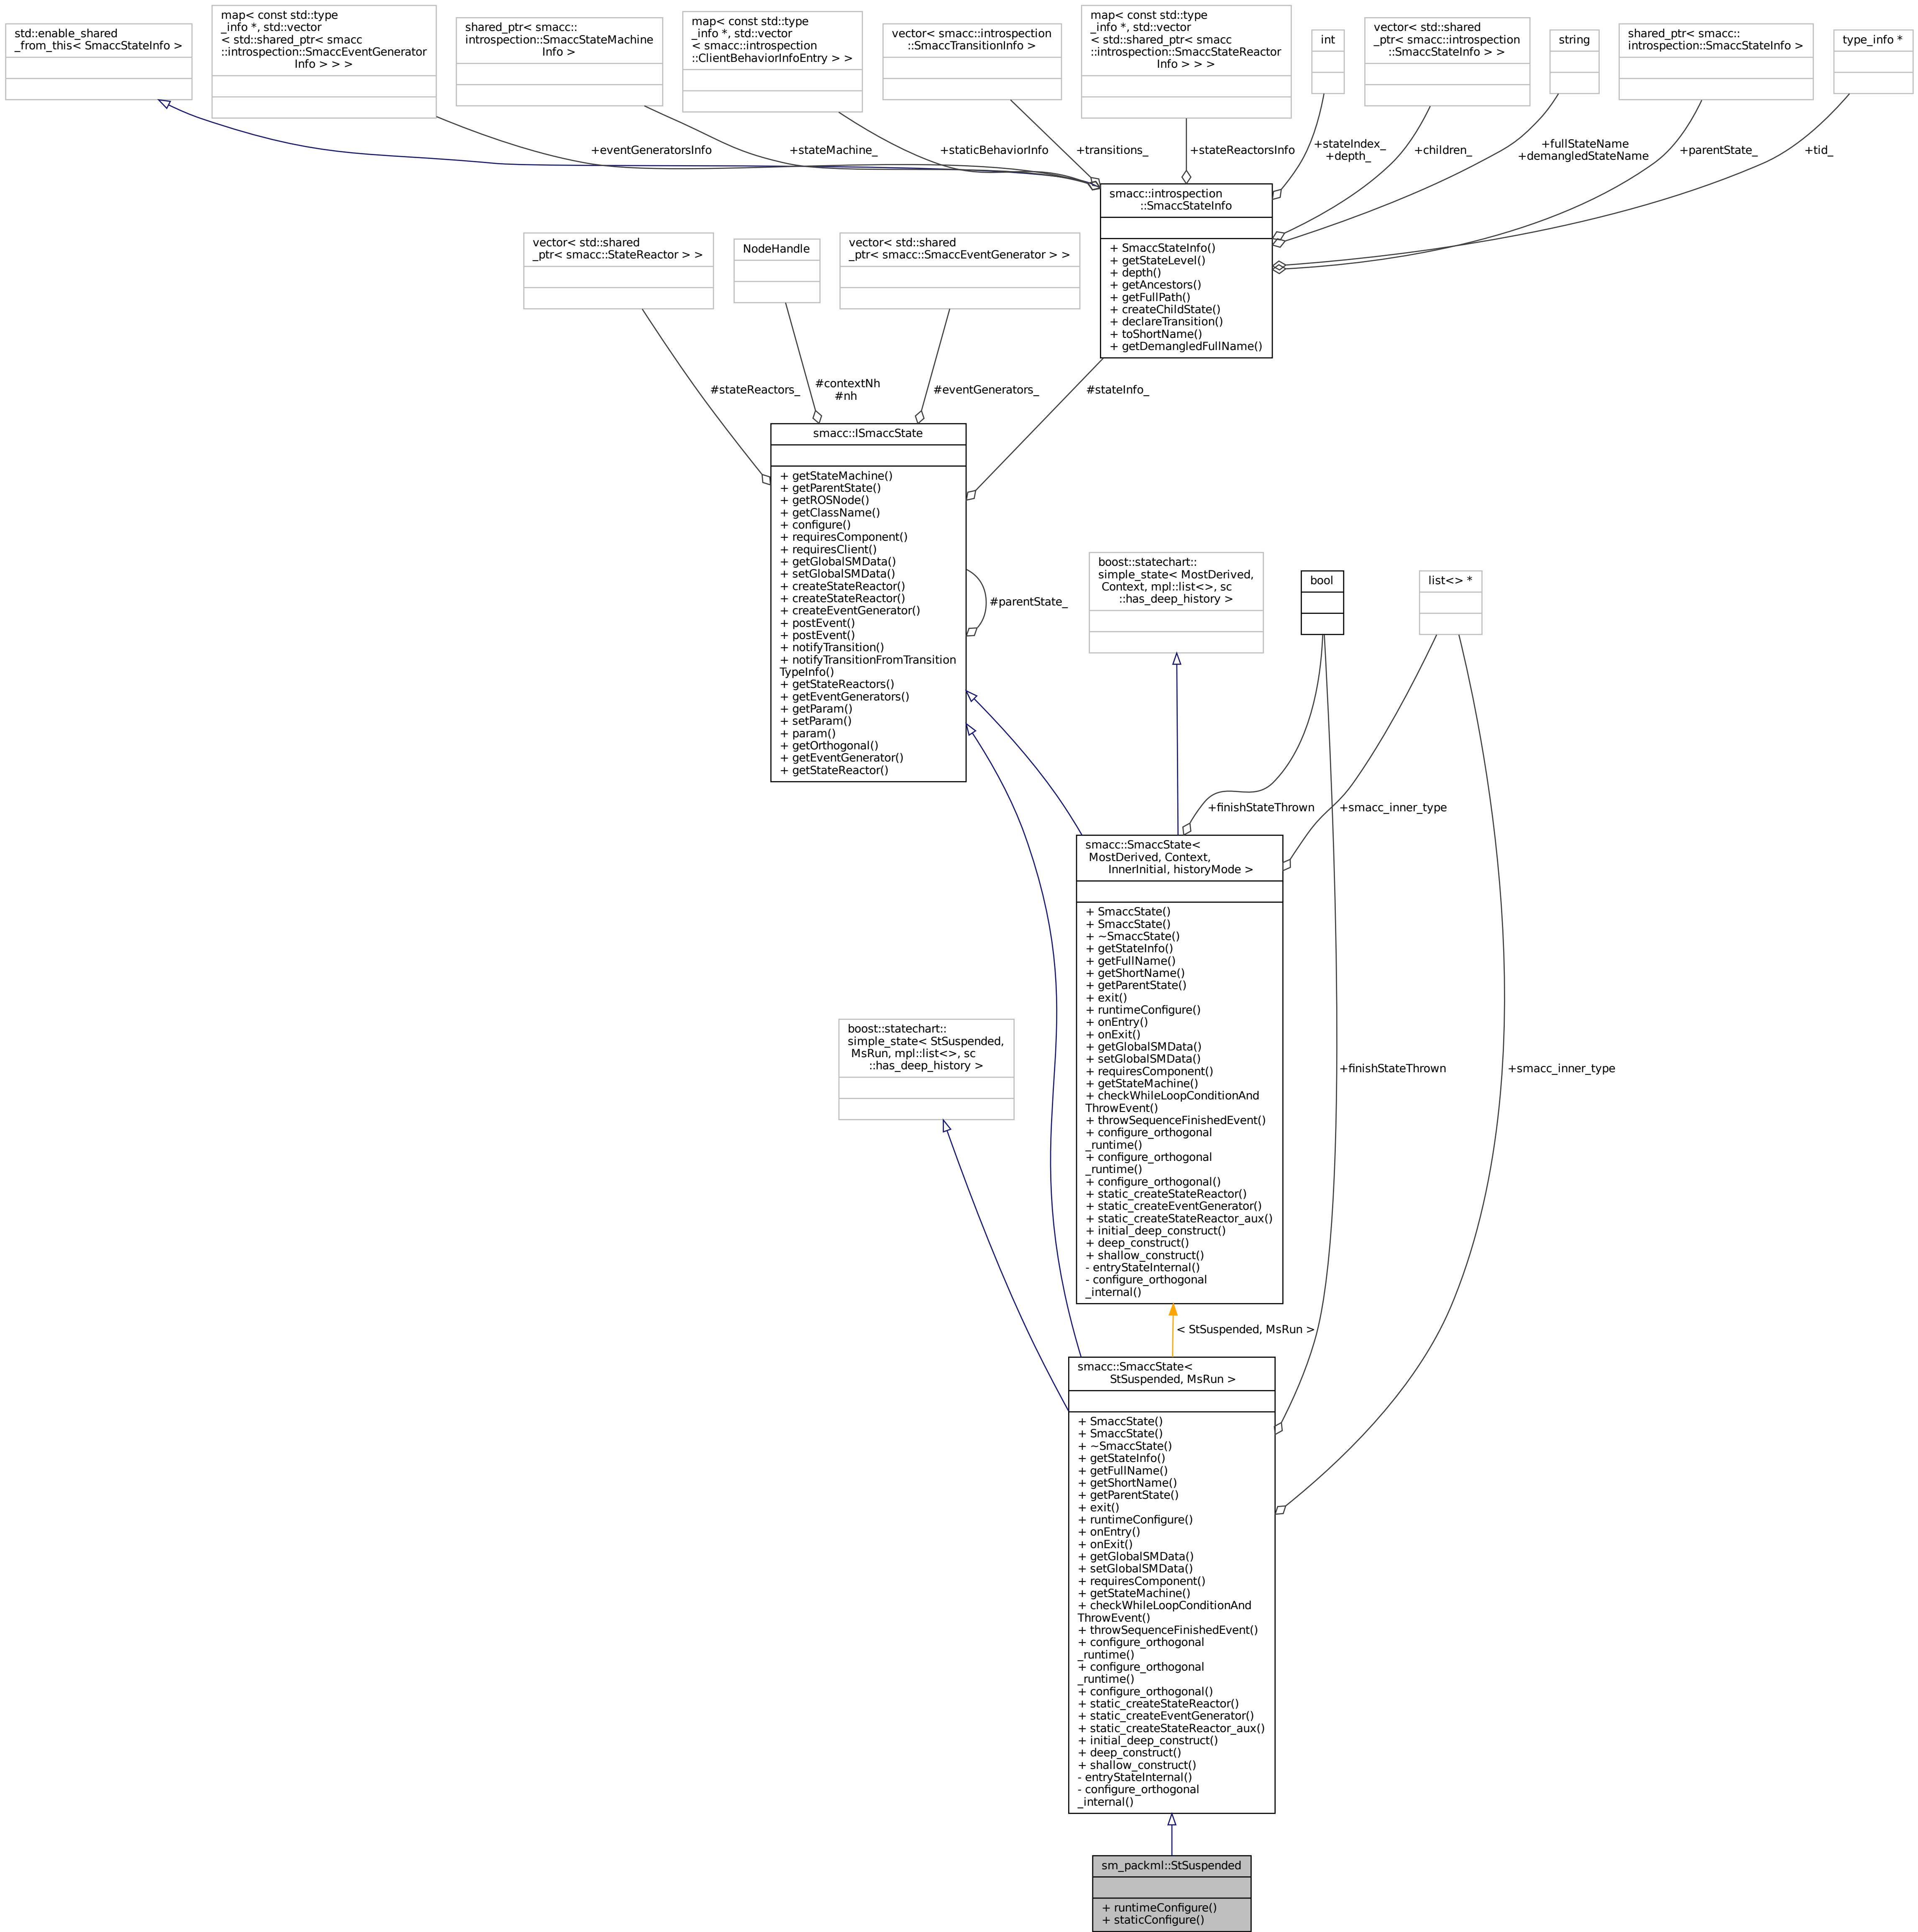 std::enable_shared
_from_this< SmaccStateInfo >
map< const std::type
_info *, std::vector
< std::shared_ptr< smacc
::introspection::SmaccEventGenerator
Info > > >
shared_ptr< smacc::
introspection::SmaccStateMachine
Info >
map< const std::type
_info *, std::vector
< smacc::introspection
::ClientBehaviorInfoEntry > >
vector< smacc::introspection
::SmaccTransitionInfo >
map< const std::type
_info *, std::vector
< std::shared_ptr< smacc
::introspection::SmaccStateReactor
Info > > >
int
vector< std::shared
_ptr< smacc::introspection
::SmaccStateInfo > >
string
shared_ptr< smacc::
introspection::SmaccStateInfo >
type_info *
+eventGeneratorsInfo
+stateMachine_
+staticBehaviorInfo
+transitions_
+stateReactorsInfo
+stateIndex_
+depth_
+children_
+fullStateName
+demangledStateName
+parentState_
+tid_
smacc::introspection
::SmaccStateInfo
+ SmaccStateInfo()
+ getStateLevel()
+ depth()
+ getAncestors()
+ getFullPath()
+ createChildState()
+ declareTransition()
+ toShortName()
+ getDemangledFullName()
vector< std::shared
_ptr< smacc::StateReactor > >
NodeHandle
vector< std::shared
_ptr< smacc::SmaccEventGenerator > >
#stateReactors_
#contextNh
#nh
#eventGenerators_
#stateInfo_
smacc::ISmaccState
+ getStateMachine()
+ getParentState()
+ getROSNode()
+ getClassName()
+ configure()
+ requiresComponent()
+ requiresClient()
+ getGlobalSMData()
+ setGlobalSMData()
+ createStateReactor()
+ createStateReactor()
+ createEventGenerator()
+ postEvent()
+ postEvent()
+ notifyTransition()
+ notifyTransitionFromTransition
TypeInfo()
+ getStateReactors()
+ getEventGenerators()
+ getParam()
+ setParam()
+ param()
+ getOrthogonal()
+ getEventGenerator()
+ getStateReactor()
#parentState_
boost::statechart::
simple_state< MostDerived,
Context, mpl::list<>, sc
::has_deep_history >
bool
list<> *
+finishStateThrown
+smacc_inner_type
smacc::SmaccState<
MostDerived, Context,
InnerInitial, historyMode >
+ SmaccState()
+ SmaccState()
+ ~SmaccState()
+ getStateInfo()
+ getFullName()
+ getShortName()
+ getParentState()
+ exit()
+ runtimeConfigure()
+ onEntry()
+ onExit()
+ getGlobalSMData()
+ setGlobalSMData()
+ requiresComponent()
+ getStateMachine()
+ checkWhileLoopConditionAnd
ThrowEvent()
+ throwSequenceFinishedEvent()
+ configure_orthogonal
_runtime()
+ configure_orthogonal
_runtime()
+ configure_orthogonal()
+ static_createStateReactor()
+ static_createEventGenerator()
+ static_createStateReactor_aux()
+ initial_deep_construct()
+ deep_construct()
+ shallow_construct()
- entryStateInternal()
- configure_orthogonal
_internal()
boost::statechart::
simple_state< StSuspended,
MsRun, mpl::list<>, sc
::has_deep_history >
+finishStateThrown
+smacc_inner_type
< StSuspended, MsRun >
smacc::SmaccState<
StSuspended, MsRun >
+ SmaccState()
+ SmaccState()
+ ~SmaccState()
+ getStateInfo()
+ getFullName()
+ getShortName()
+ getParentState()
+ exit()
+ runtimeConfigure()
+ onEntry()
+ onExit()
+ getGlobalSMData()
+ setGlobalSMData()
+ requiresComponent()
+ getStateMachine()
+ checkWhileLoopConditionAnd
ThrowEvent()
+ throwSequenceFinishedEvent()
+ configure_orthogonal
_runtime()
+ configure_orthogonal
_runtime()
+ configure_orthogonal()
+ static_createStateReactor()
+ static_createEventGenerator()
+ static_createStateReactor_aux()
+ initial_deep_construct()
+ deep_construct()
+ shallow_construct()
- entryStateInternal()
- configure_orthogonal
_internal()
sm_packml::StSuspended
+ runtimeConfigure()
+ staticConfigure()